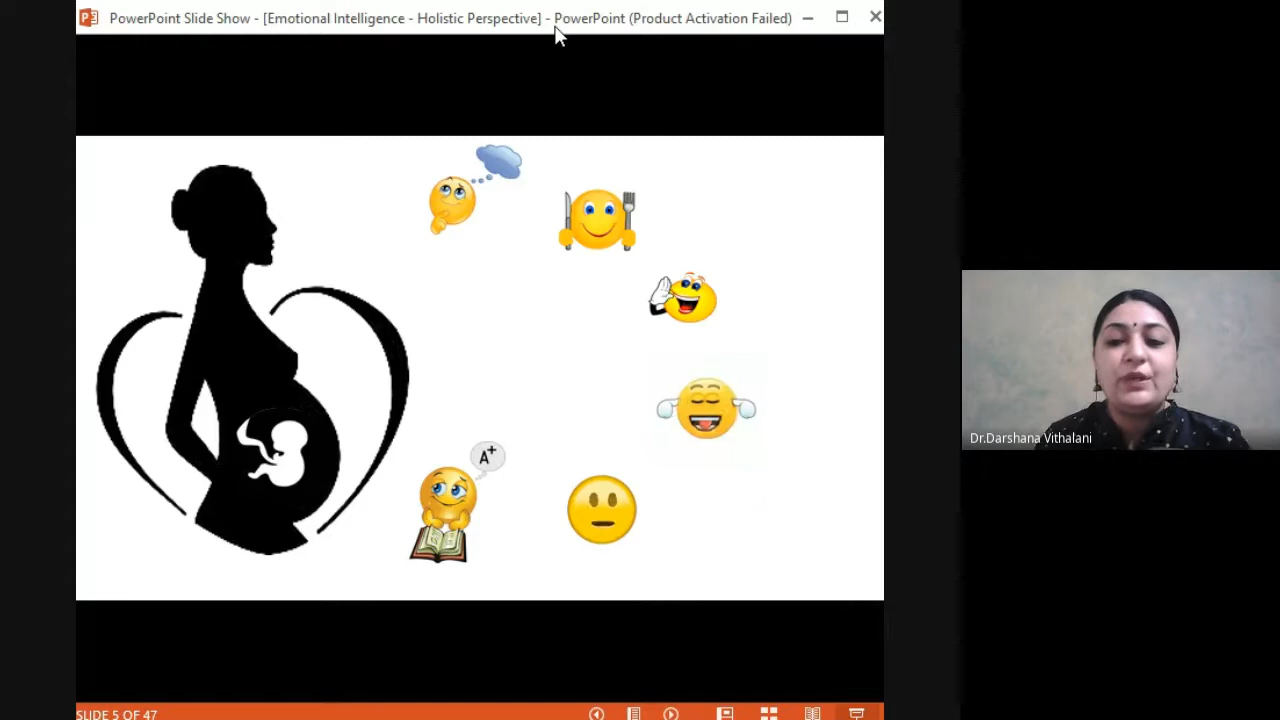 PowerPoint Slide Show - [Emotional Intelligence - Holistic Perspective] - PowerPoint (Product Activation Failed)
A+
Dr.Darshana Vithalani
SLIDE 5 OF 47